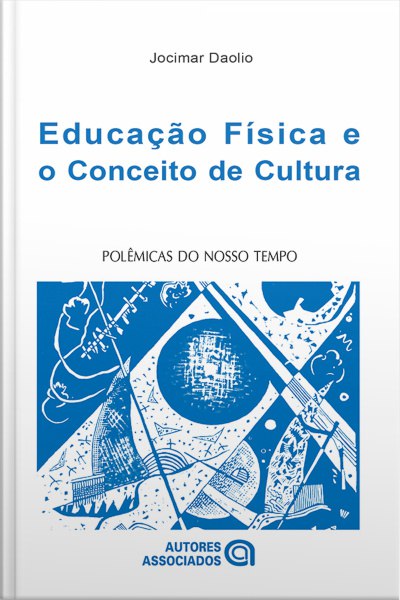 Jocimar Daolio
Educação Física e
o Conceito de Cultura
POLÊMICAS DO NOSSO TEMPO
AUTORES
ASSOCIADOS